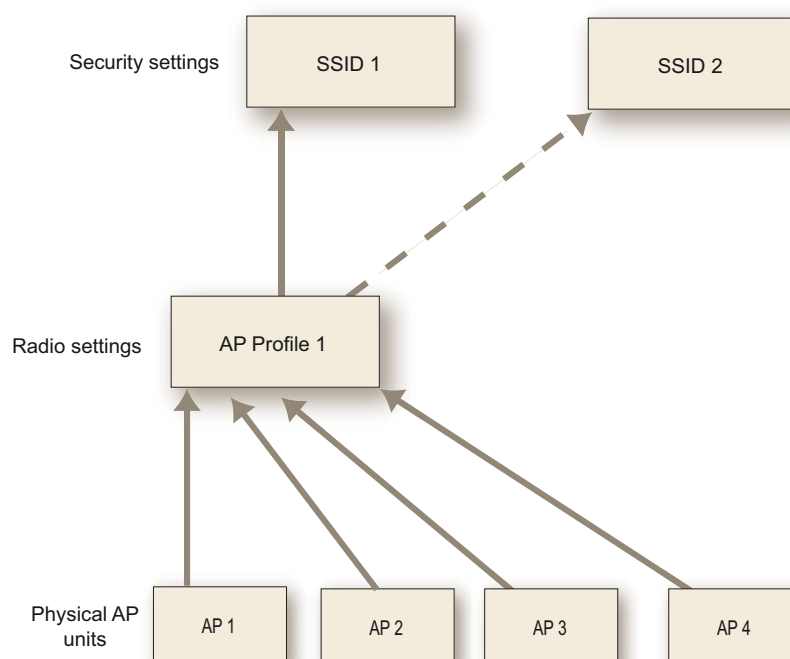 Security settings
SSID 1
SSID 2
Radio settings
AP Profile 1
Physical AP
units
AP 1
AP 2
AP 3
AP 4